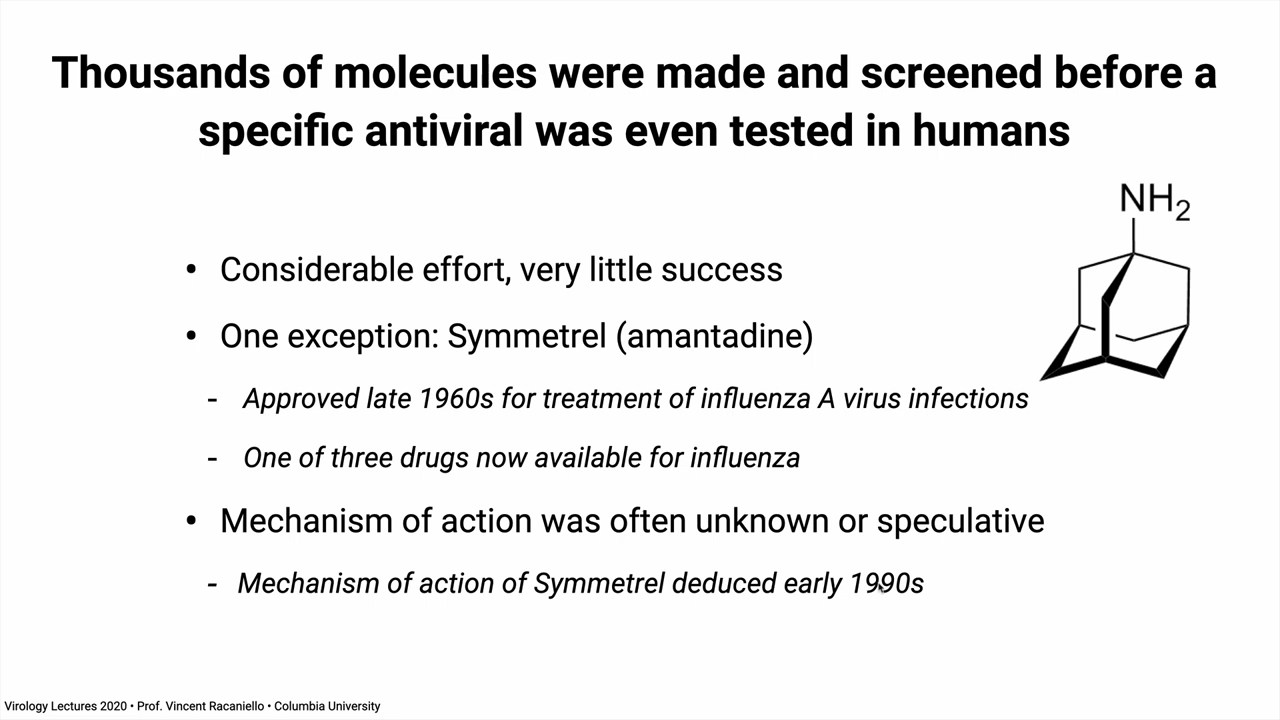 Thousands of molecules were made and screened before a
specific antiviral was even tested in humans
NH2
• Considerable effort, very little success
• One exception: Symmetrel (amantadine)
- Approved late 1960s for treatment of influenza A virus infections
- One of three drugs now available for influenza
• Mechanism of action was often unknown or speculative
- Mechanism of action of Symmetrel deduced early 1990s
Virology Lectures 2020 • Prof. Vincent Racaniello • Columbia University